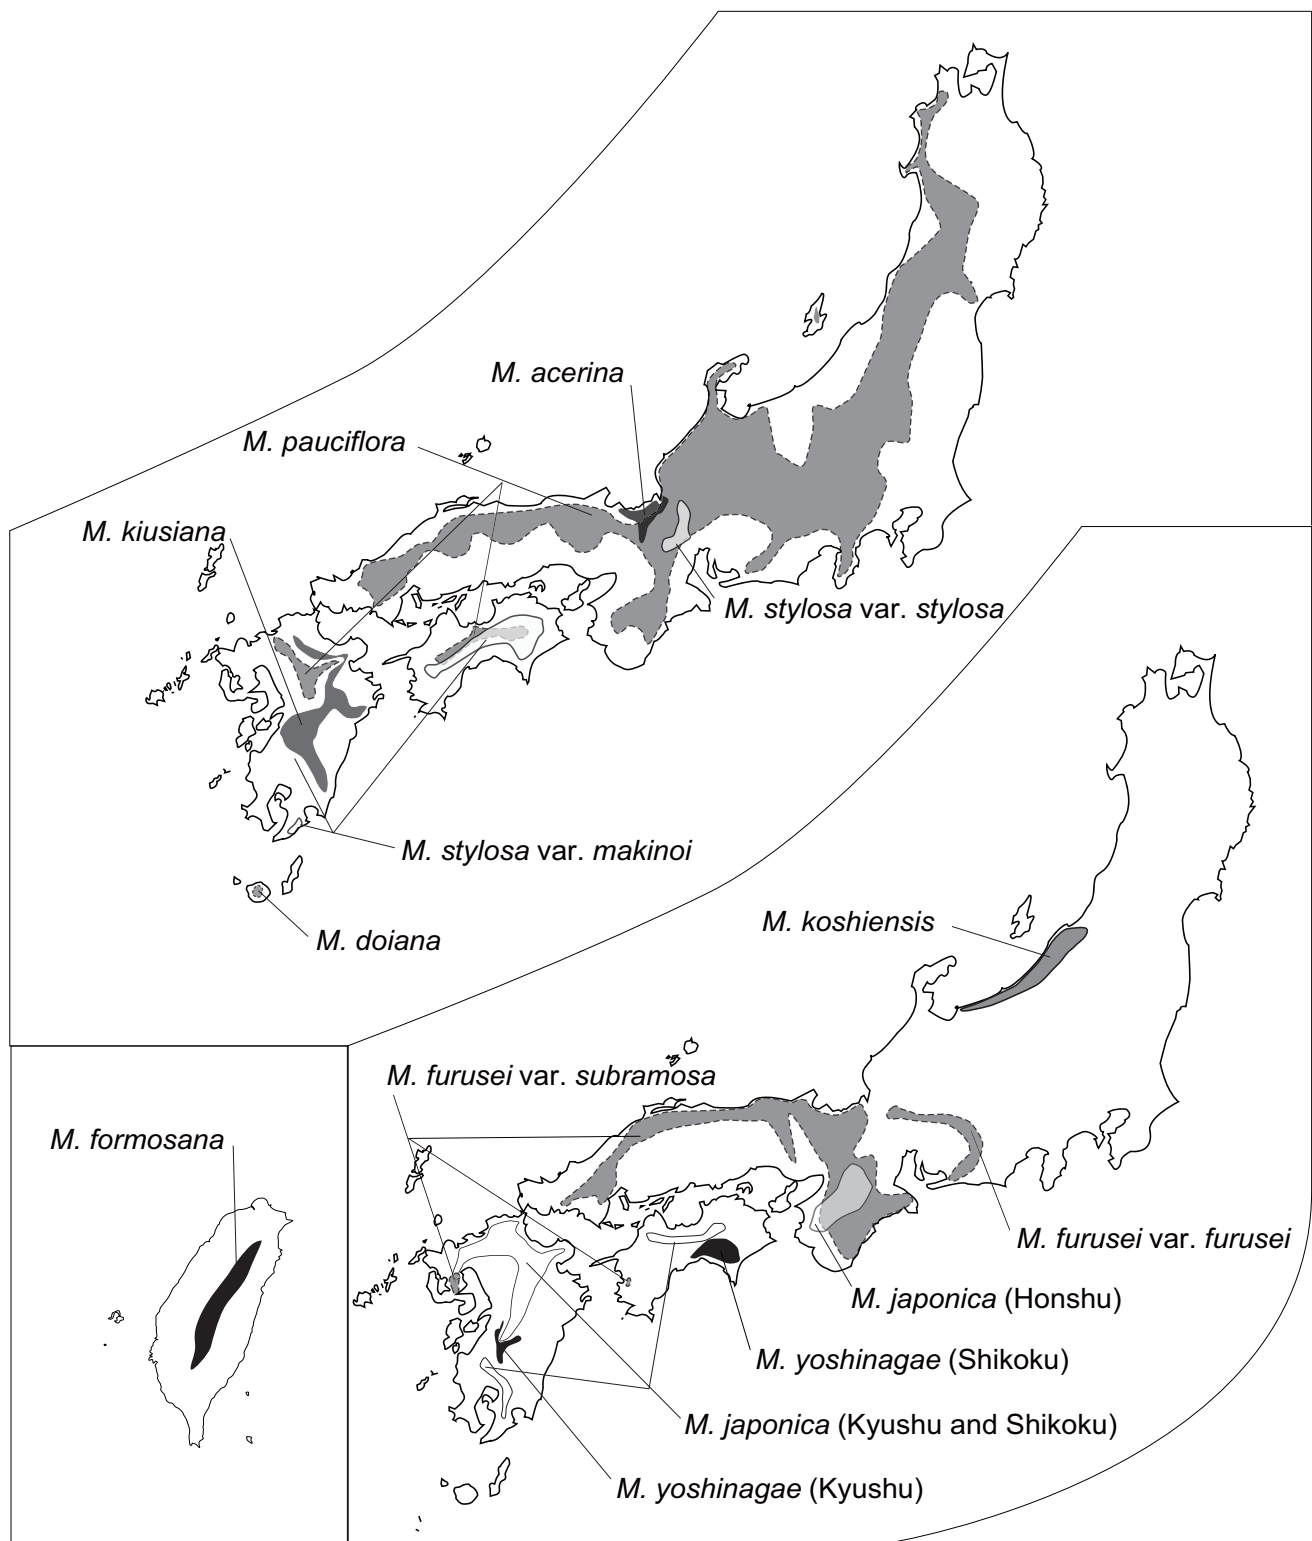 M. acerina
M. pauciflora
M. kiusiana
M. stylosa var. stylosa
M. stylosa var. makinoi
M. doiana
M. koshiensis
M. furusei var. subramosa
M. formosana
M. furusei var. furusei
M. japonica (Honshu)
M. yoshinagae (Shikoku)
M. japonica (Kyushu and Shikoku)
M. yoshinagae (Kyushu)